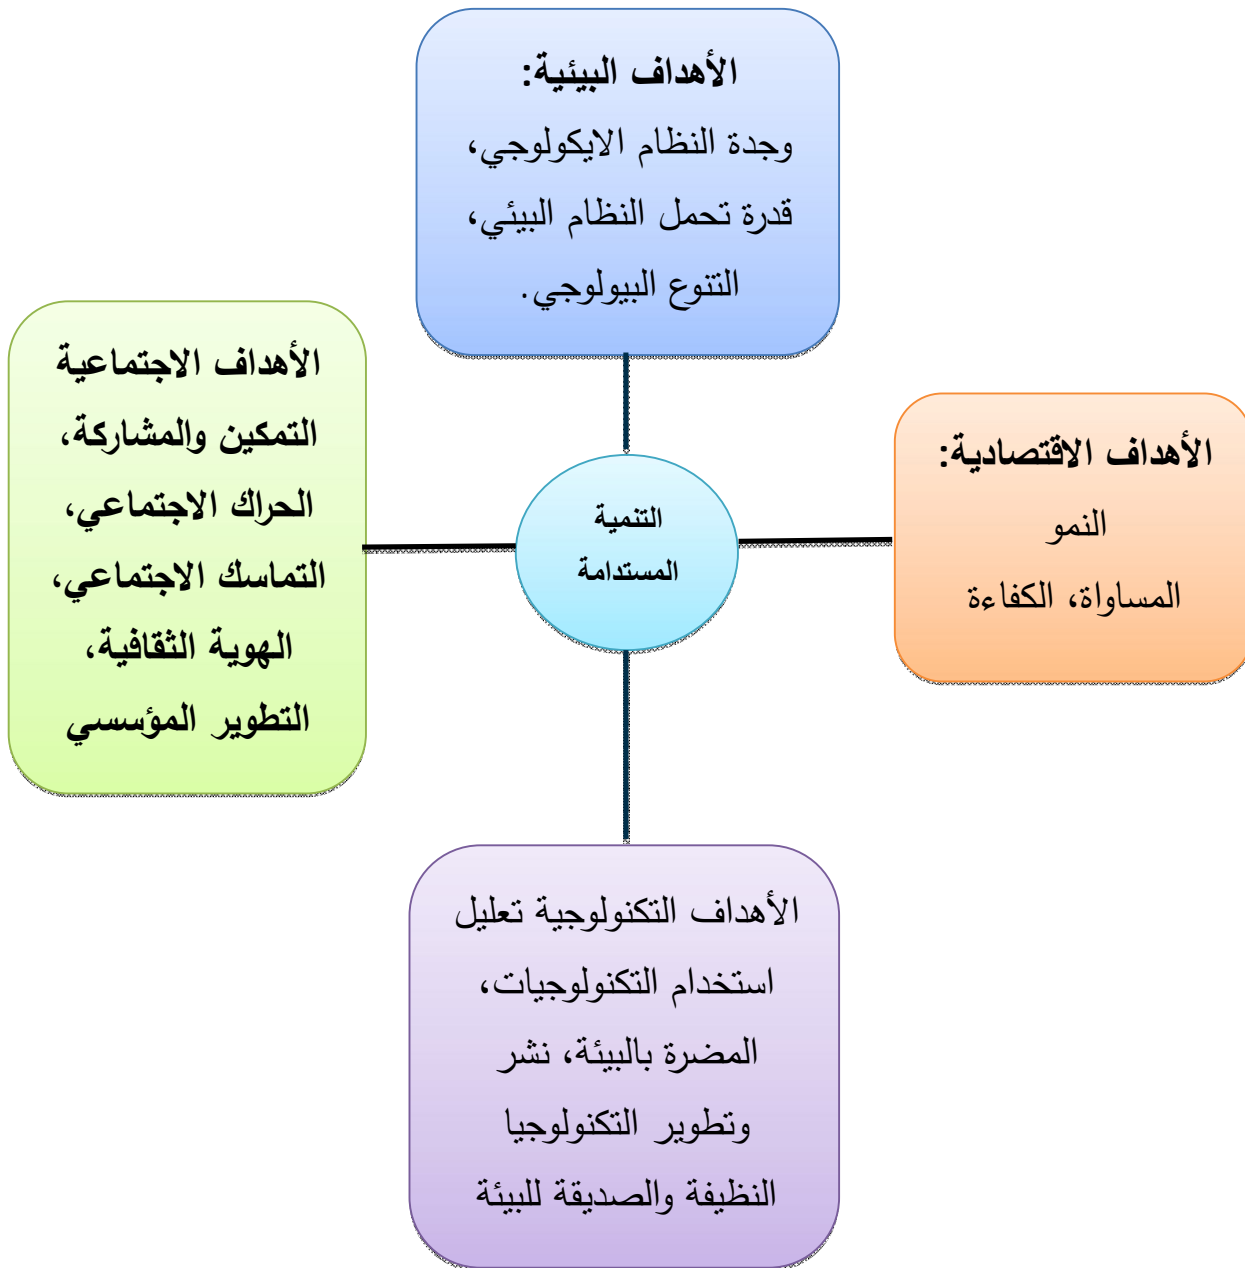 الأهداف البيئية:
وجدة النظام الايكولوجي،
قدرة تحمل النظام البيئي،
التنوع البيولوجي.
الأهداف الاقتصادية:
النمو
المساواة، الكفاءة
التنمية
المستدامة
الأهداف الاجتماعية
التمكين والمشاركة،
الحراك الاجتماعي،
التماسك الاجتماعي،
الهوية الثقافية،
التطوير المؤسسي
الأهداف التكنولوجية تعليل
استخدام التكنولوجيات،
المضرة بالبيئة، نشر
وتطوير التكنولوجيا
النظيفة والصديقة للبيئة